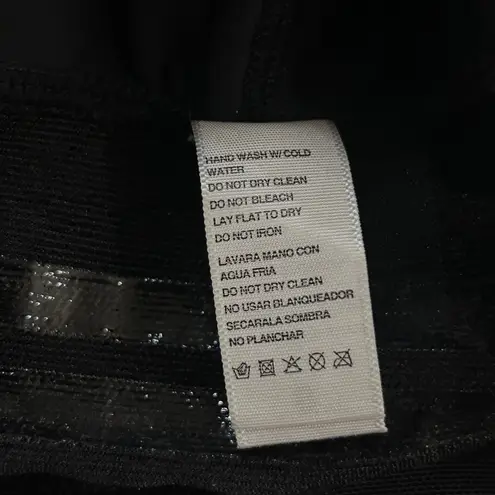 HAND WASH W/ COLD
WATER
DO NOT DRY CLEAN
DO NOT BLEACH
LAY FLAT TO DRY
DO NOT IRON
LAVARA MANO CON
AGUA FRIA
DO NOT DRY CLEAN
NO USAR BLANQUEADOR
SECARALA SOMBRA
NO PLANCHAR